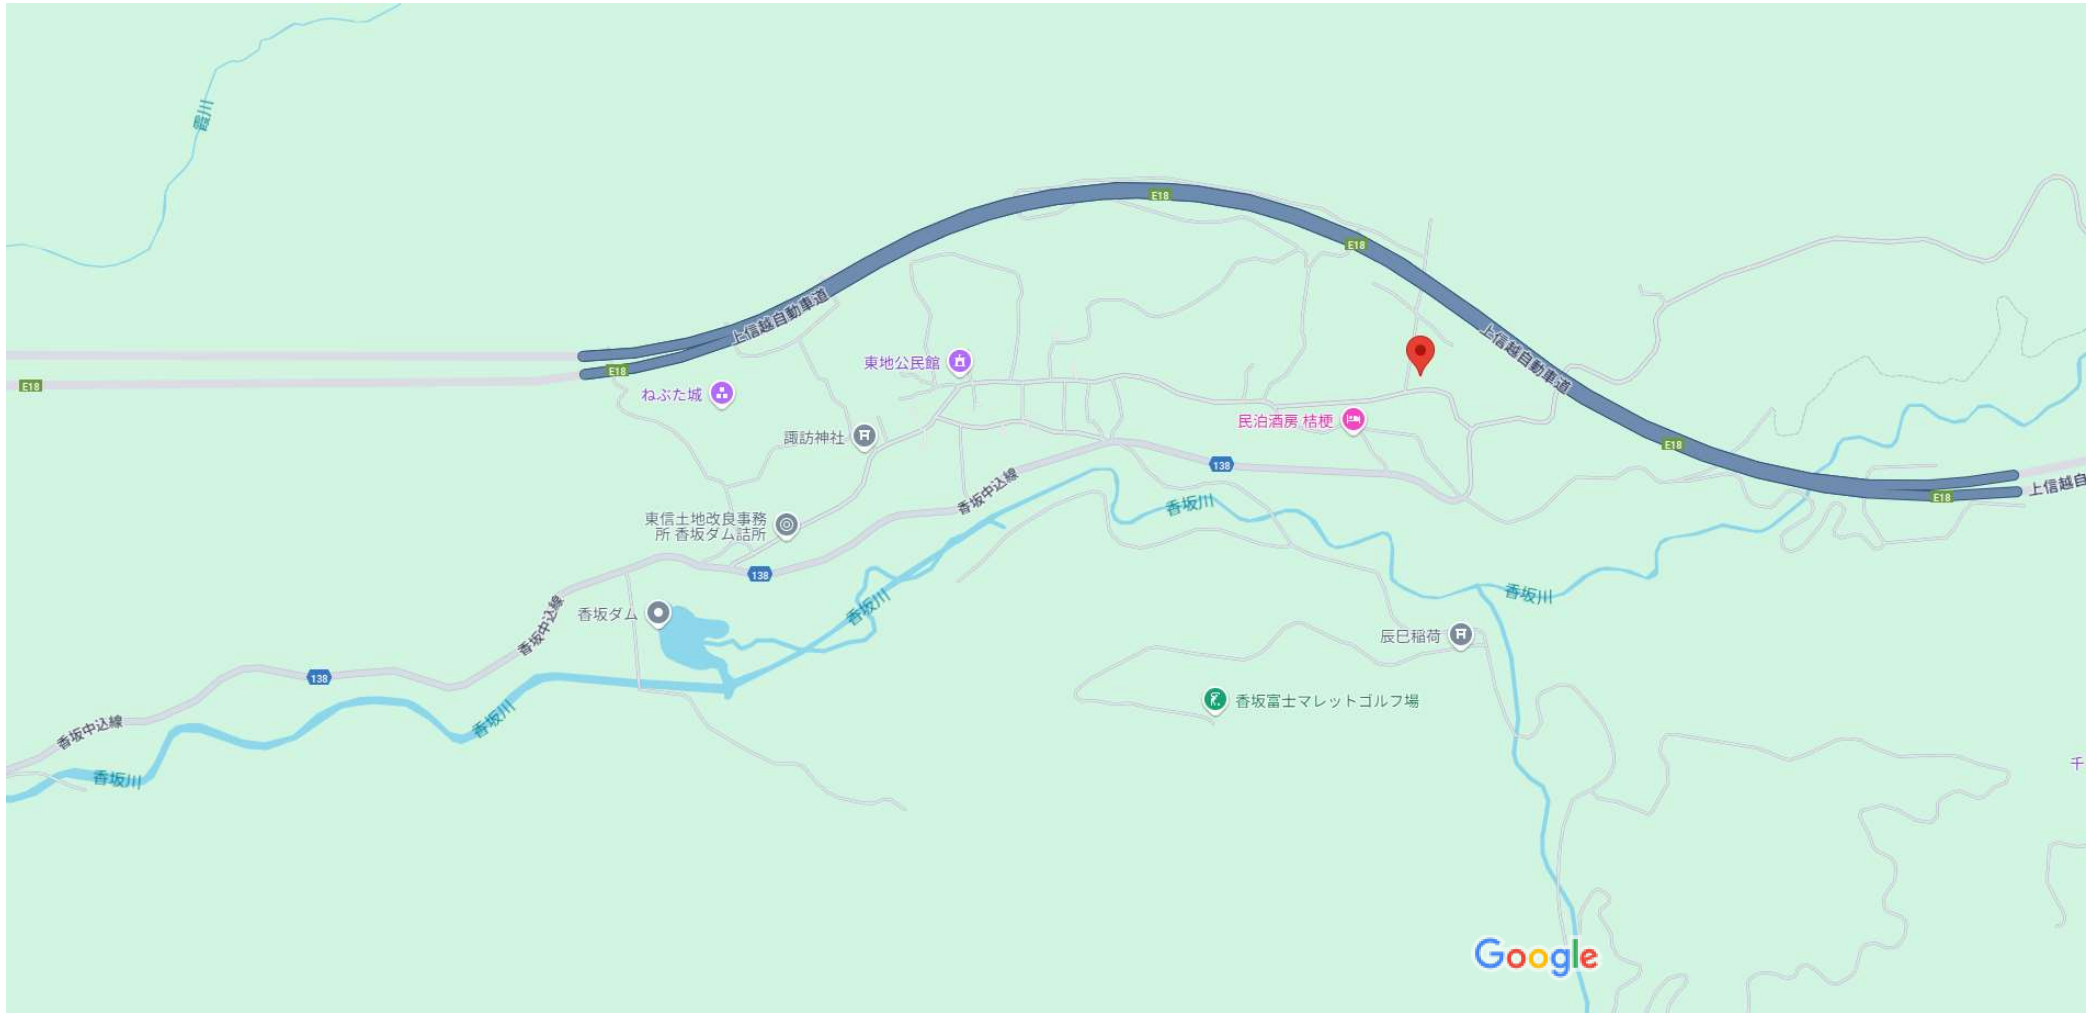 霞川
E18
E18
上信越自動車道
E18
E18
上信越自動車道
東地公民館
ねぶた城
民泊酒房 桔梗
諏訪神社
E18
138
香坂中込線
香坂川
E18
上信越自
東信土地改良事務
所 香坂ダム詰所
138
香坂川
香坂川
香坂ダム
香坂中込線
辰巳稲荷
138
香坂富士マレットゴルフ場
香坂川
香坂中込線
香坂川
千
Google